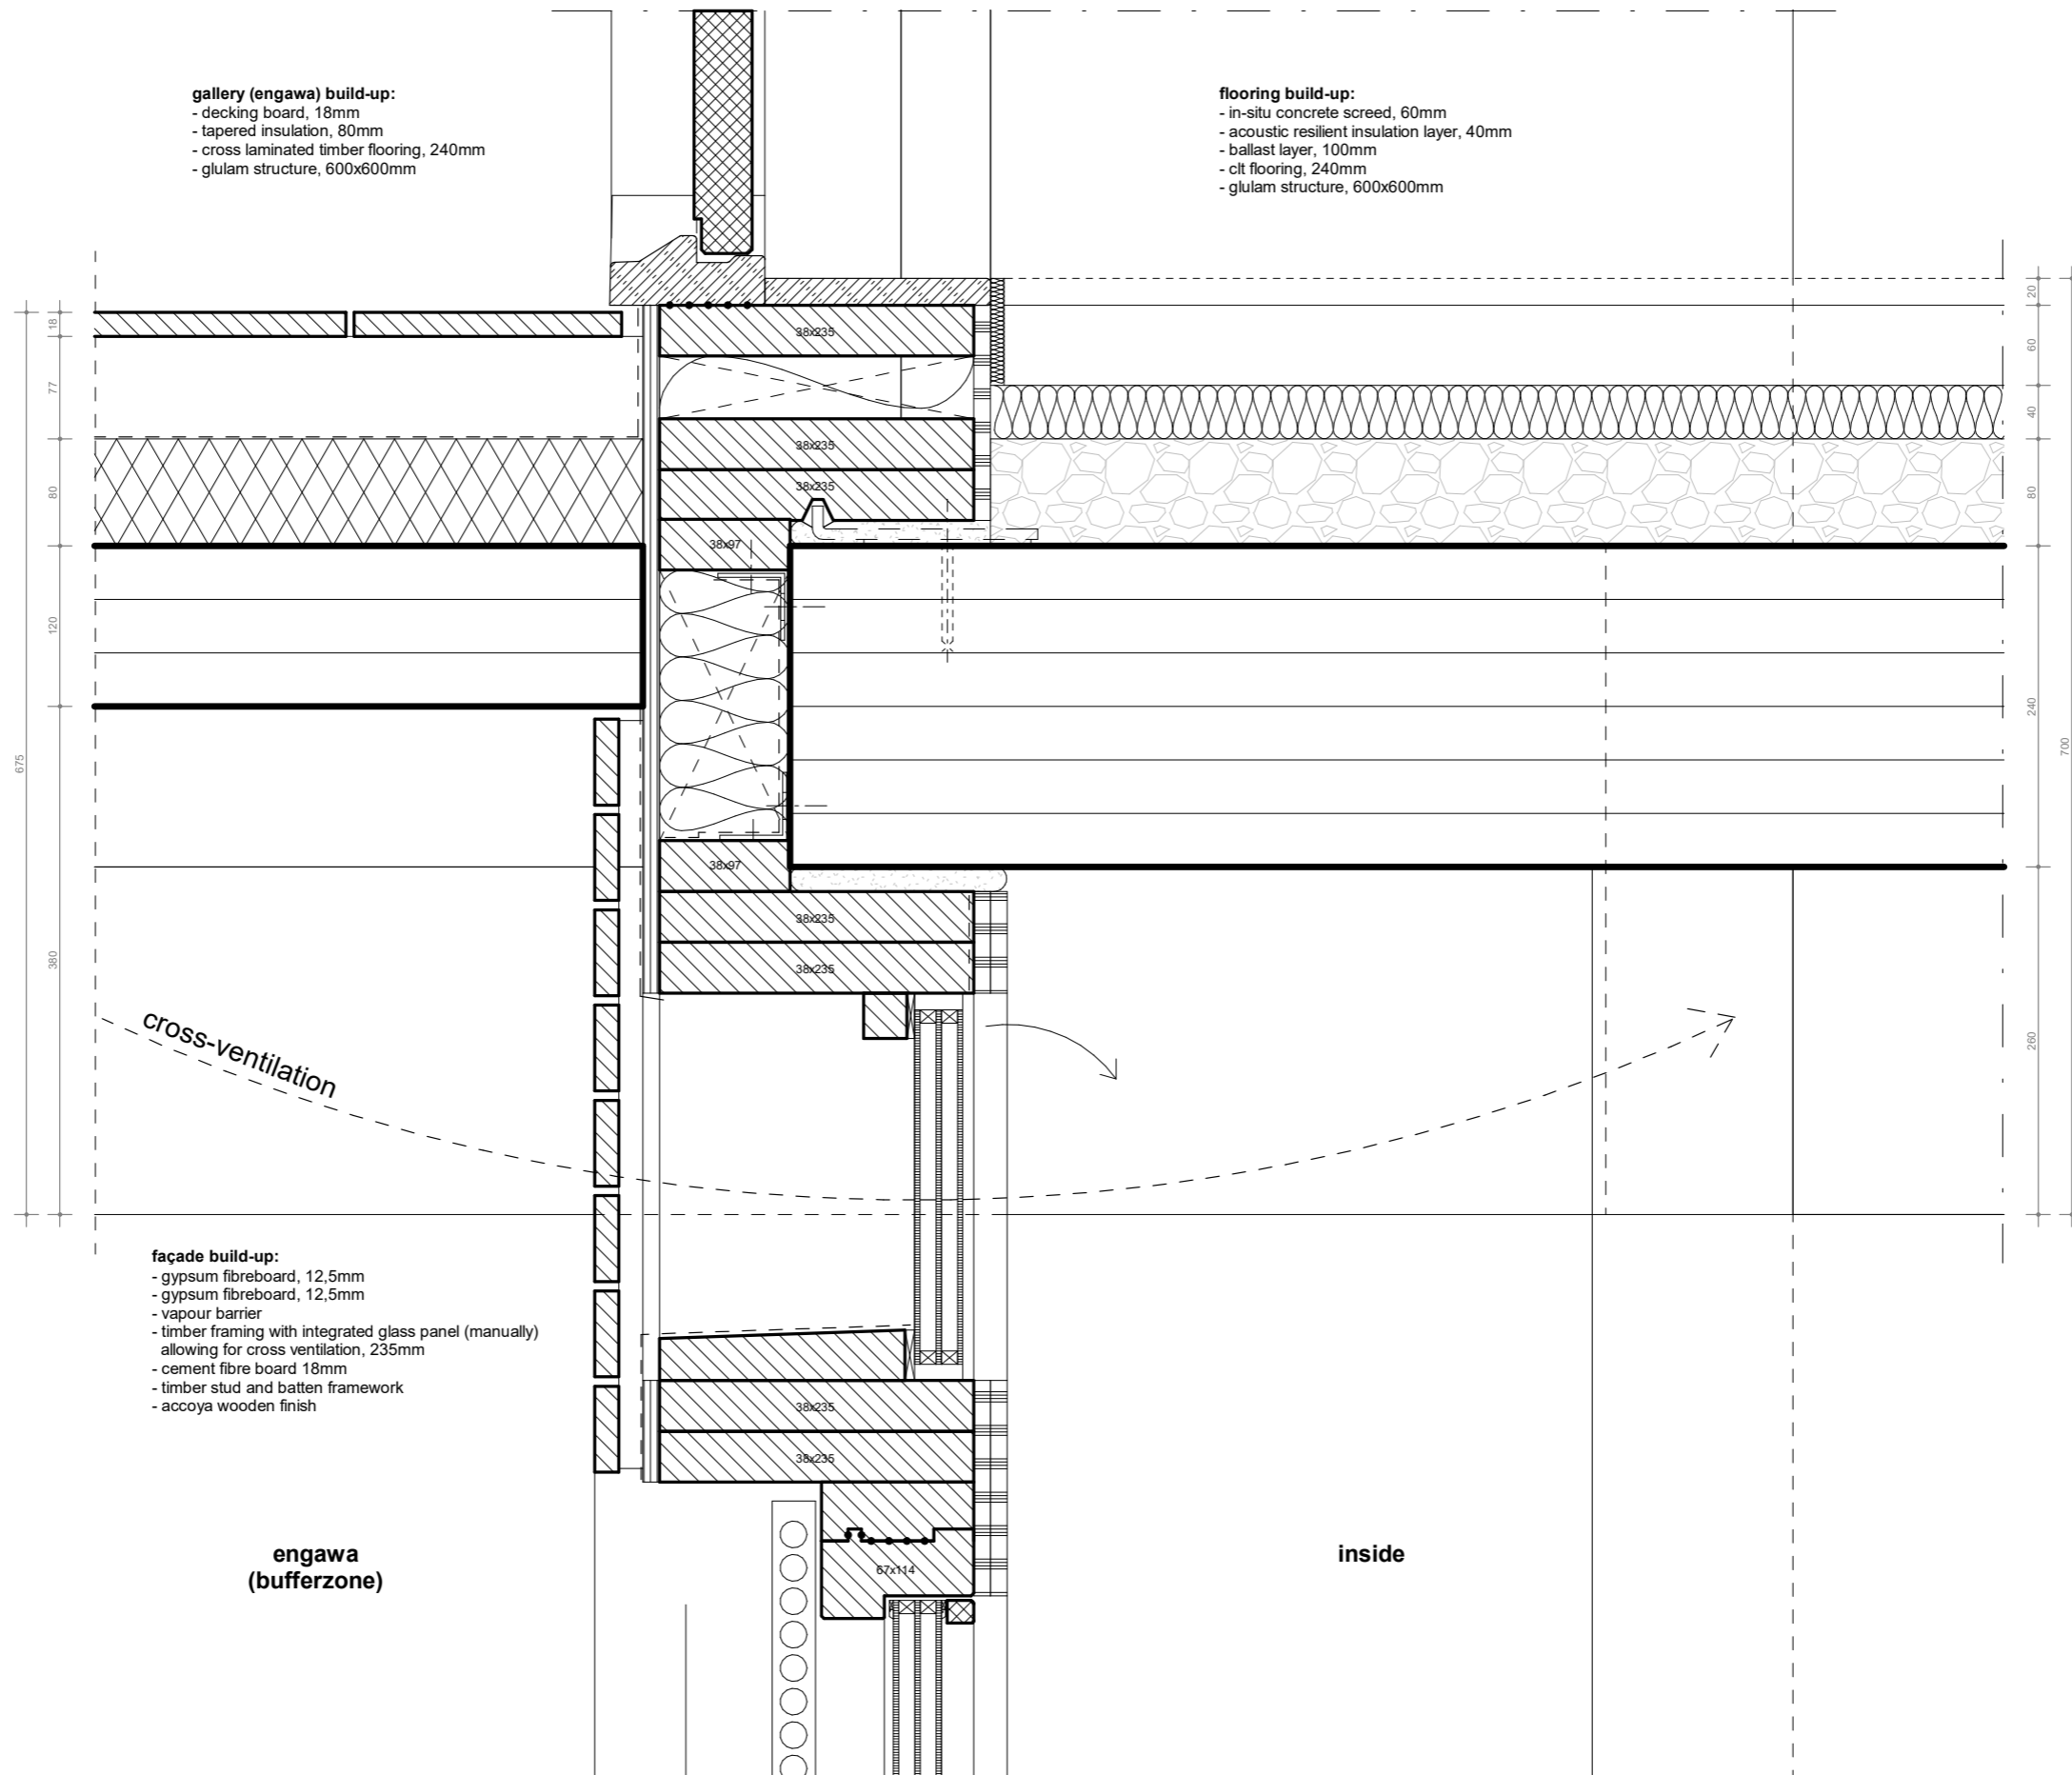 gallery (engawa) build-up:
- decking board, 18mm
- tapered insulation, 80mm
- cross laminated timber flooring, 240mm
- glulam structure, 600x600mm
flooring build-up:
- in-situ concrete screed, 60mm
- acoustic resilient insulation layer, 40mm
- ballast layer, 100mm
- clt flooring, 240mm
- glulam structure, 600x600mm
18
77
80
120
380
675
20
60
40
80
240
260
700
38x235
38x235
38x235
38x97
38x97
38x235
38x235
cross-ventilation
façade build-up:
- gypsum fibreboard, 12,5mm
- gypsum fibreboard, 12,5mm
- vapour barrier
- timber framing with integrated glass panel (manually)
allowing for cross ventilation, 235mm
- cement fibre board 18mm
- timber stud and batten framework
- accoya wooden finish
38x235
38x235
67x114
engawa
(bufferzone)
inside